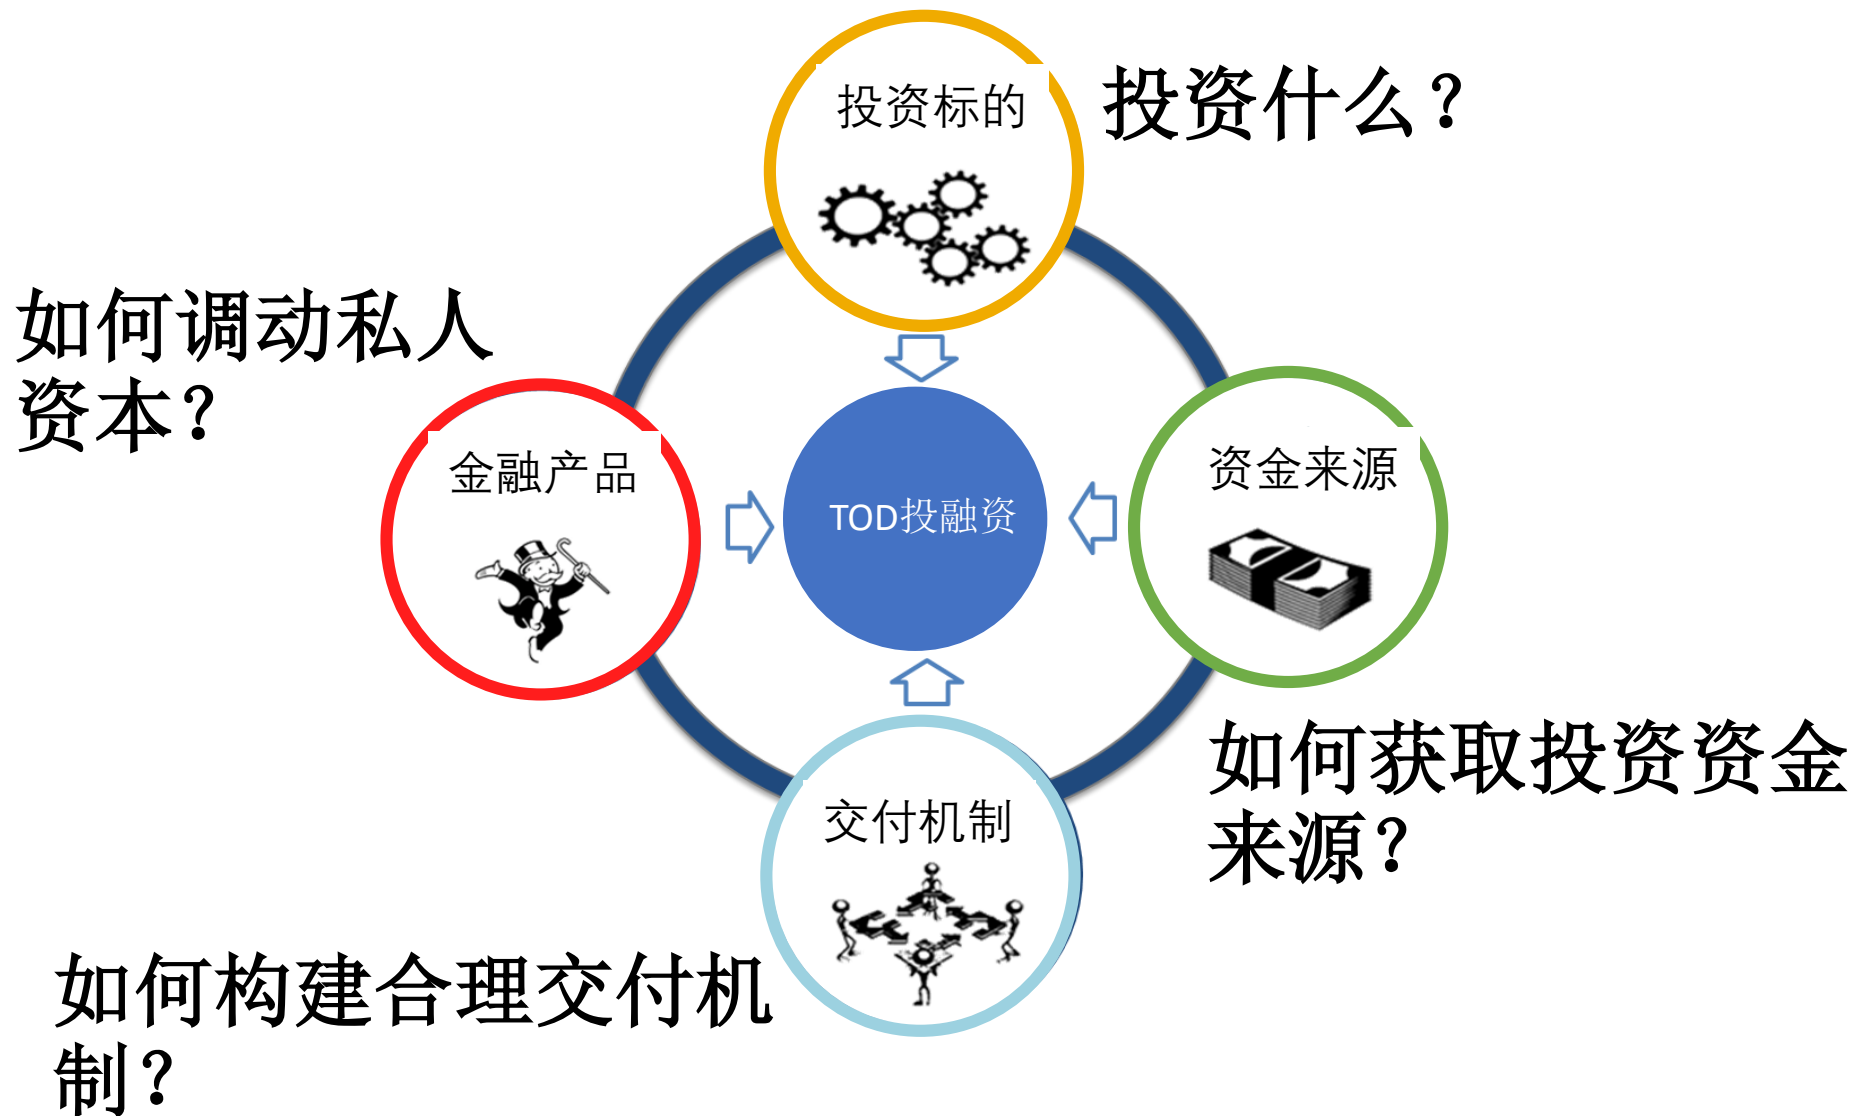 投资标的
投资什么？
如何调动私人
资本？
金融产品
TOD投融资
资金来源
如何获取投资资金
来源？
交付机制
如何构建合理交付机
制？